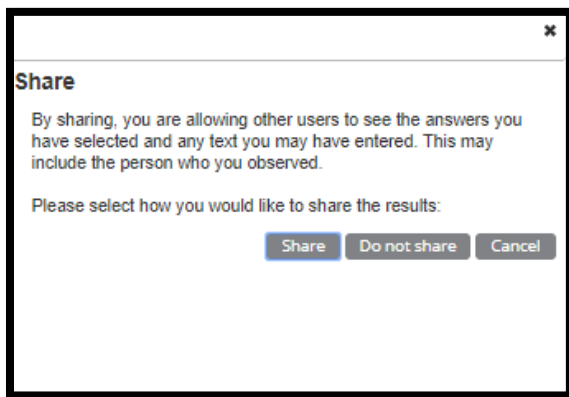 ✖
Share
By sharing, you are allowing other users to see the answers you
have selected and any text you may have entered. This may
include the person who you observed.
Please select how you would like to share the results:
Share Do not share Cancel